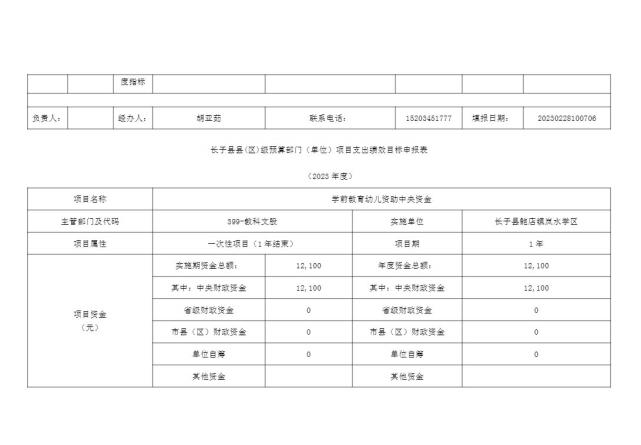 度指标
负责人： 经办人： 胡亚茹 联系电话： 15203451777 填报日期： 20230228100706
长子县县(区)级预算部门（单位）项目支出绩效目标申报表
（2023 年度）
项目名称 学前教育幼儿资助中央资金
主管部门及代码 399-教科文股 实施单位 长子县鲍店镇岚水学区
项目属性 一次性项目（1 年结束） 项目期 1 年
项目资金
（元）
实施期资金总额： 12,100 年度资金总额： 12,100
其中：中央财政资金 12,100 其中：中央财政资金 12,100
省级财政资金 0 省级财政资金 0
市县（区）财政资金 0 市县（区）财政资金 0
单位自筹 0 单位自筹 0
其他资金 其他资金